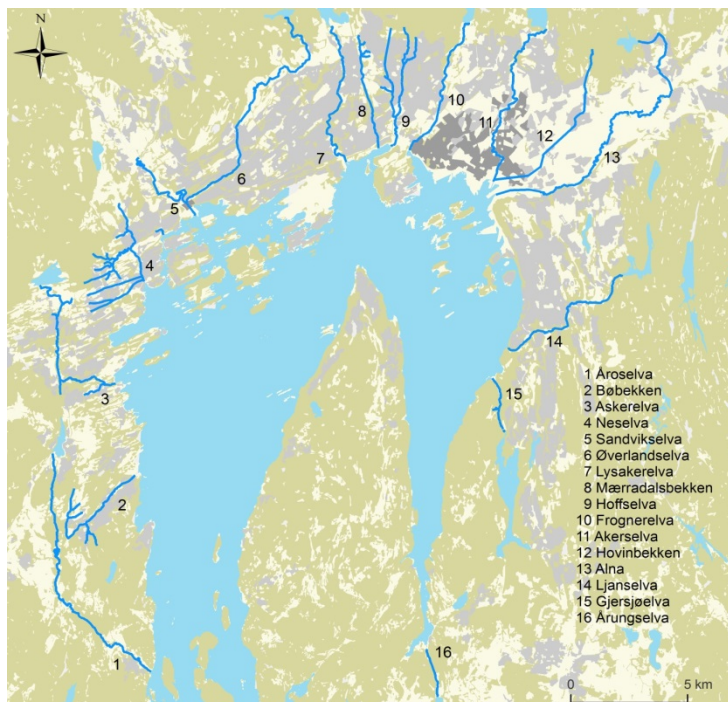 N
8
9
10
11
12
13
7
6
5
4
3
14
15
2
1
16
1 Åroselva
2 Bøbekken
3 Askerelva
4 Neselva
5 Sandvikselva
6 Øverlandselva
7 Lysakerelva
8 Mærradalsbekken
9 Hoffselva
10 Frognerelva
11 Akerselva
12 Hovinbekken
13 Alna
14 Ljanselva
15 Gjersjøelva
16 Årungselva
0 5 km